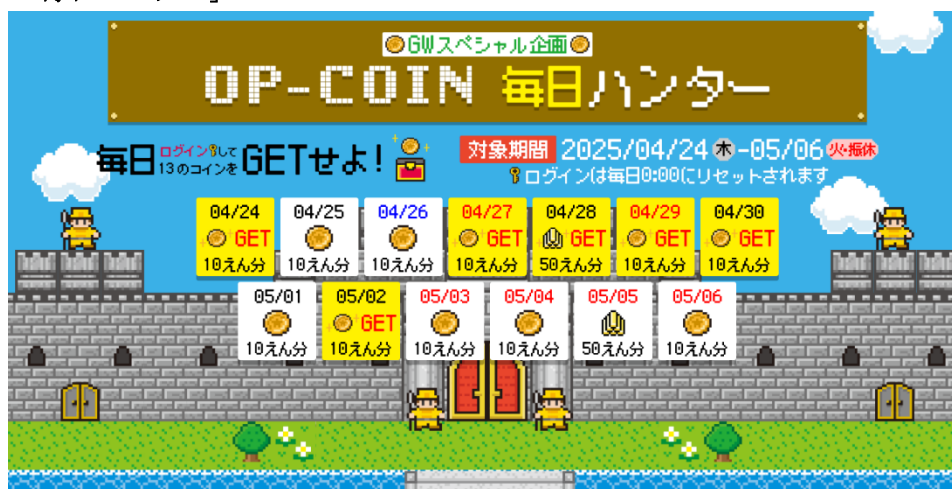 GWスペシャル企画
OP-COIN 毎日ハンター
毎日ログインして13のコインをGETせよ!
対象期間 2025/04/24 木 -05/06 火・振休
ログインは毎日0:00にリセットされます
04/24 04/25 04/26 04/27 04/28 04/29 04/30
GET GET GET GET GET
10えん分 10えん分 10えん分 10えん分 50えん分 10えん分 10えん分
05/01 05/02 05/03 05/04 05/05 05/06
GET
10えん分 10えん分 10えん分 10えん分 50えん分 10えん分